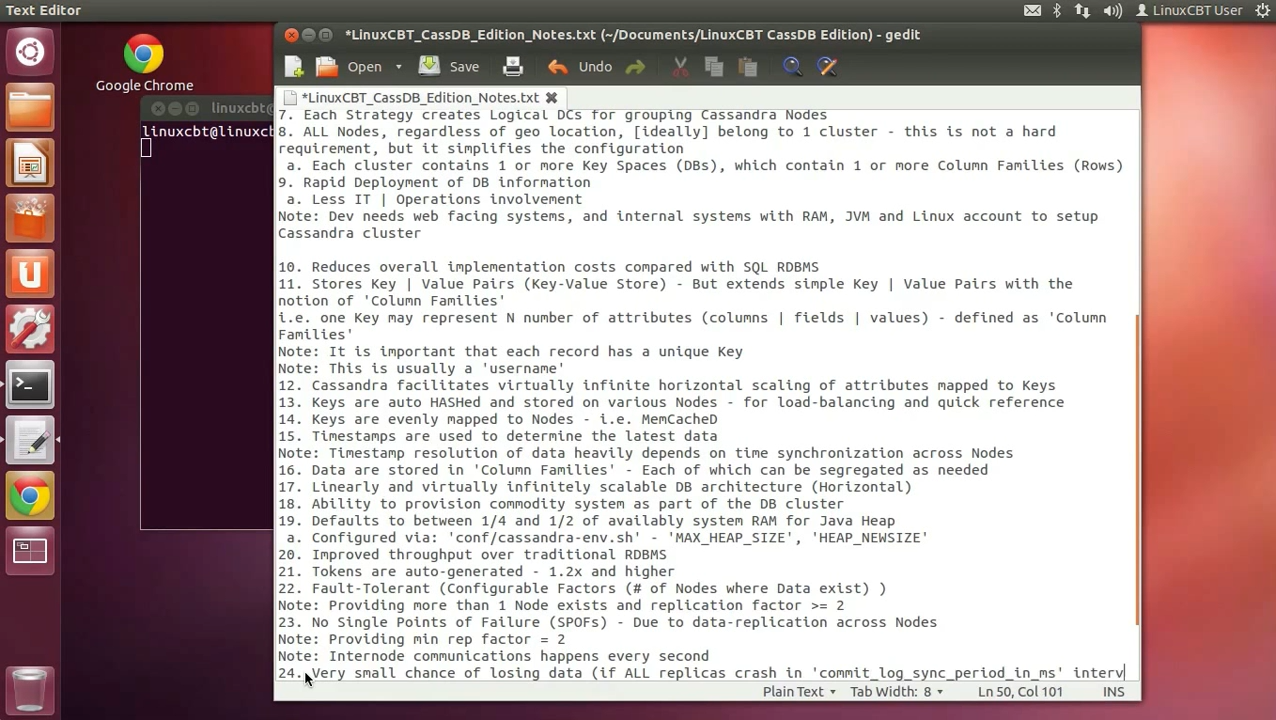 Text Editor
LinuxCBT User
Google Chrome
*LinuxCBT_CassDB_Edition_Notes.txt (~/Documents/LinuxCBT CassDB Edition) - gedit
Open
Save
Undo
linuxcbt@
*LinuxCBT_CassDB_Edition_Notes.txt
linuxcbt@linuxcb
7. Each Strategy creates Logical DCs for grouping Cassandra Nodes
8. ALL Nodes, regardless of geo location, [ideally] belong to 1 cluster - this is not a hard
requirement, but it simplifies the configuration
a. Each cluster contains 1 or more Key Spaces (DBs), which contain 1 or more Column Families (Rows)
9. Rapid Deployment of DB information
a. Less IT | Operations involvement
Note: Dev needs web facing systems, and internal systems with RAM, JVM and Linux account to setup
Cassandra cluster
10. Reduces overall implementation costs compared with SQL RDBMS
11. Stores Key | Value Pairs (Key-Value Store) - But extends simple Key | Value Pairs with the
notion of 'Column Families'
i.e. one Key may represent N number of attributes (columns | fields | values) - defined as 'Column
Families'
Note: It is important that each record has a unique Key
Note: This is usually a 'username'
12. Cassandra facilitates virtually infinite horizontal scaling of attributes mapped to Keys
13. Keys are auto HASHed and stored on various Nodes - for load-balancing and quick reference
14. Keys are evenly mapped to Nodes - i.e. MemCacheD
15. Timestamps are used to determine the latest data
Note: Timestamp resolution of data heavily depends on time synchronization across Nodes
16. Data are stored in 'Column Families' - Each of which can be segregated as needed
17. Linearly and virtually infinitely scalable DB architecture (Horizontal)
18. Ability to provision commodity system as part of the DB cluster
19. Defaults to between 1/4 and 1/2 of availably system RAM for Java Heap
a. Configured via: 'conf/cassandra-env.sh' - 'MAX_HEAP_SIZE', 'HEAP_NEWSIZE'
20. Improved throughput over traditional RDBMS
21. Tokens are auto-generated - 1.2x and higher
22. Fault-Tolerant (Configurable Factors (# of Nodes where Data exist) )
Note: Providing more than 1 Node exists and replication factor >= 2
23. No Single Points of Failure (SPOFs) - Due to data-replication across Nodes
Note: Providing min rep factor = 2
Note: Internode communications happens every second
24. Very small chance of losing data (if ALL replicas crash in 'commit_log_sync_period_in_ms' interv
Plain Text
Tab Width: 8
Ln 50, Col 101
INS